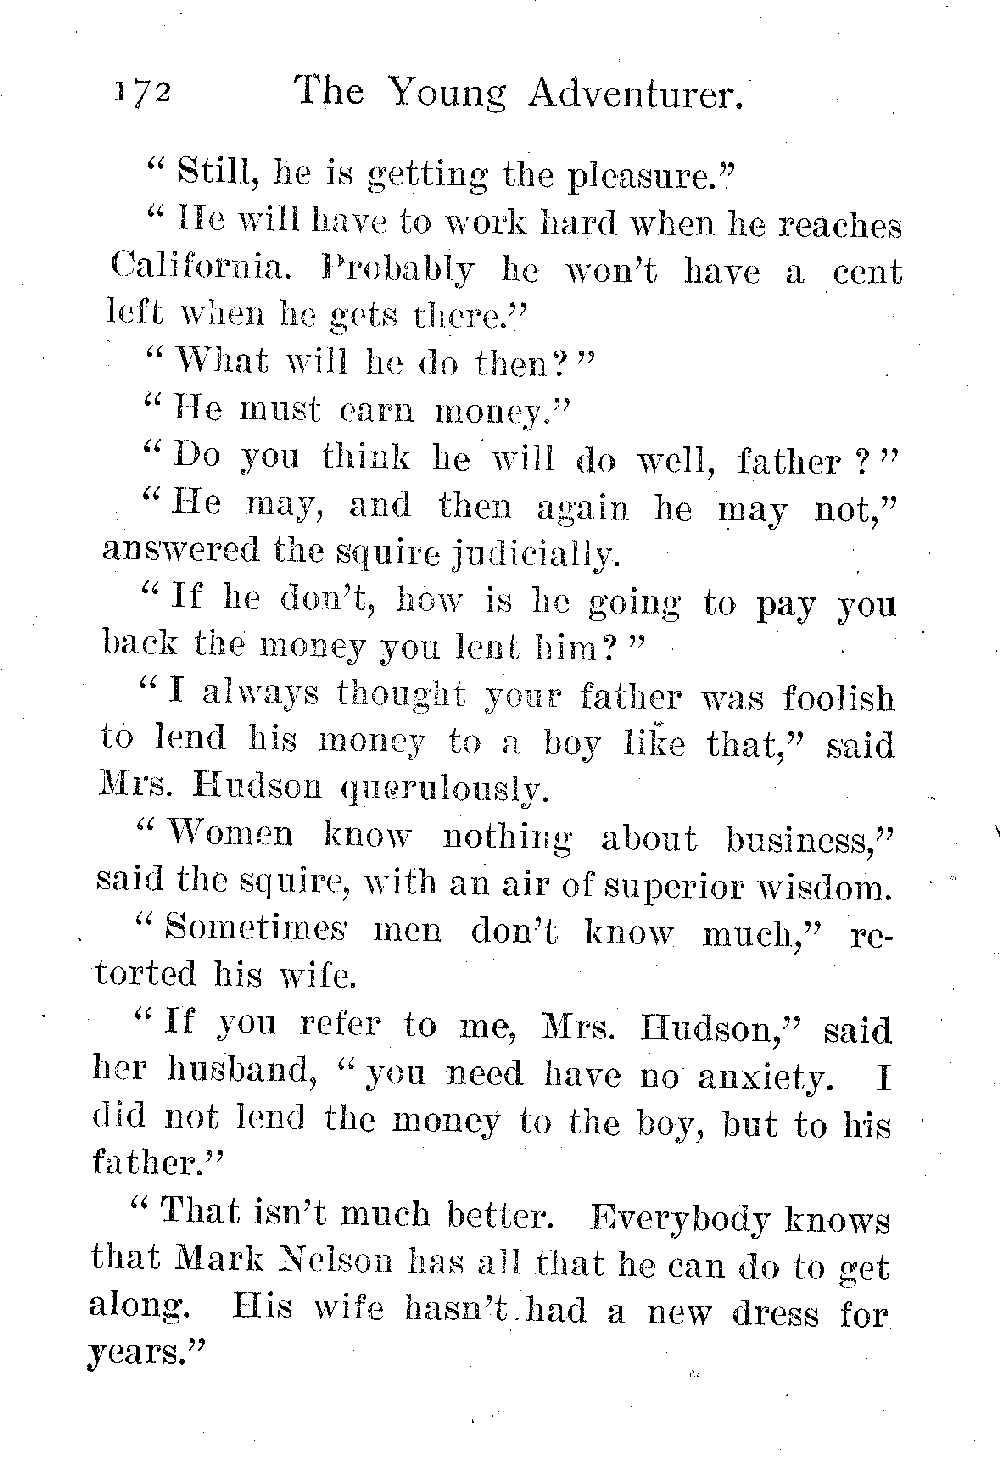 172 The Young Adventurer.
“ Still, he is getting the pleasure.”
“ He will have to work hard when he reaches
California. Probably he won’t have a cent
left when he gets there.”
“ What will he do then? ”
“ He must earn money.”
“ Do you think he will do well, father ? ”
“ He may, and then again he may not,”
answered the squire judicially.
“ If he don’t, how is he going to pay you
back the money you lent him? ”
“ I always thought your father was foolish
to lend his money to a boy like that,” said
Mrs. Hudson querulously.
“ Women know nothing about business,”
said the squire, with an air of superior wisdom.
“ Sometimes men don’t know much,” re-
torted his wife.
“ If you refer to me, Mrs. Hudson,” said
her husband, “ you need have no anxiety. I
did not lend the money to the boy, but to his
father.”
“ That isn’t much better. Everybody knows
that Mark Nelson has all that he can do to get
along. His wife hasn’t had a new dress for
years.”